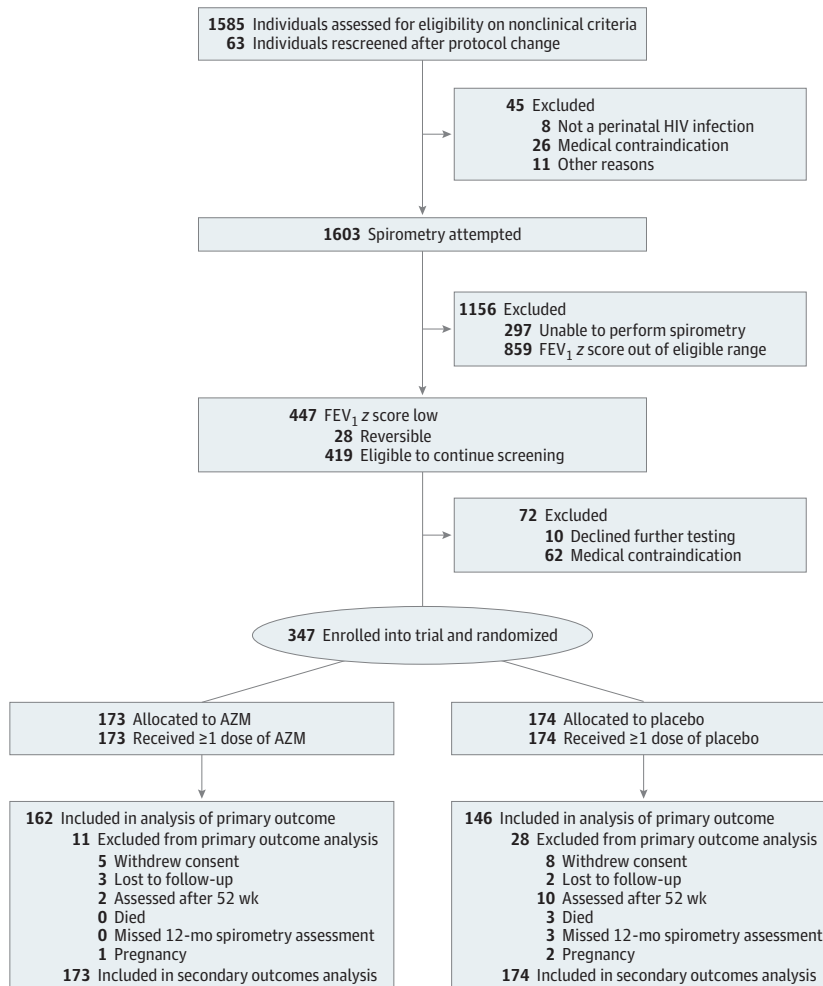 1585 Individuals assessed for eligibility on nonclinical criteria
63 Individuals rescreened after protocol change
45 Excluded
8 Not a perinatal HIV infection
26 Medical contraindication
11 Other reasons
1603 Spirometry attempted
1156 Excluded
297 Unable to perform spirometry
859 FEV1 z score out of eligible range
447 FEV1 z score low
28 Reversible
419 Eligible to continue screening
72 Excluded
10 Declined further testing
62 Medical contraindication
347 Enrolled into trial and randomized
173 Allocated to AZM
173 Received ≥1 dose of AZM
174 Allocated to placebo
174 Received ≥1 dose of placebo
162 Included in analysis of primary outcome
11 Excluded from primary outcome analysis
5 Withdrew consent
3 Lost to follow-up
2 Assessed after 52 wk
0 Died
0 Missed 12-mo spirometry assessment
1 Pregnancy
173 Included in secondary outcomes analysis
146 Included in analysis of primary outcome
28 Excluded from primary outcome analysis
8 Withdrew consent
2 Lost to follow-up
10 Assessed after 52 wk
3 Died
3 Missed 12-mo spirometry assessment
2 Pregnancy
174 Included in secondary outcomes analysis